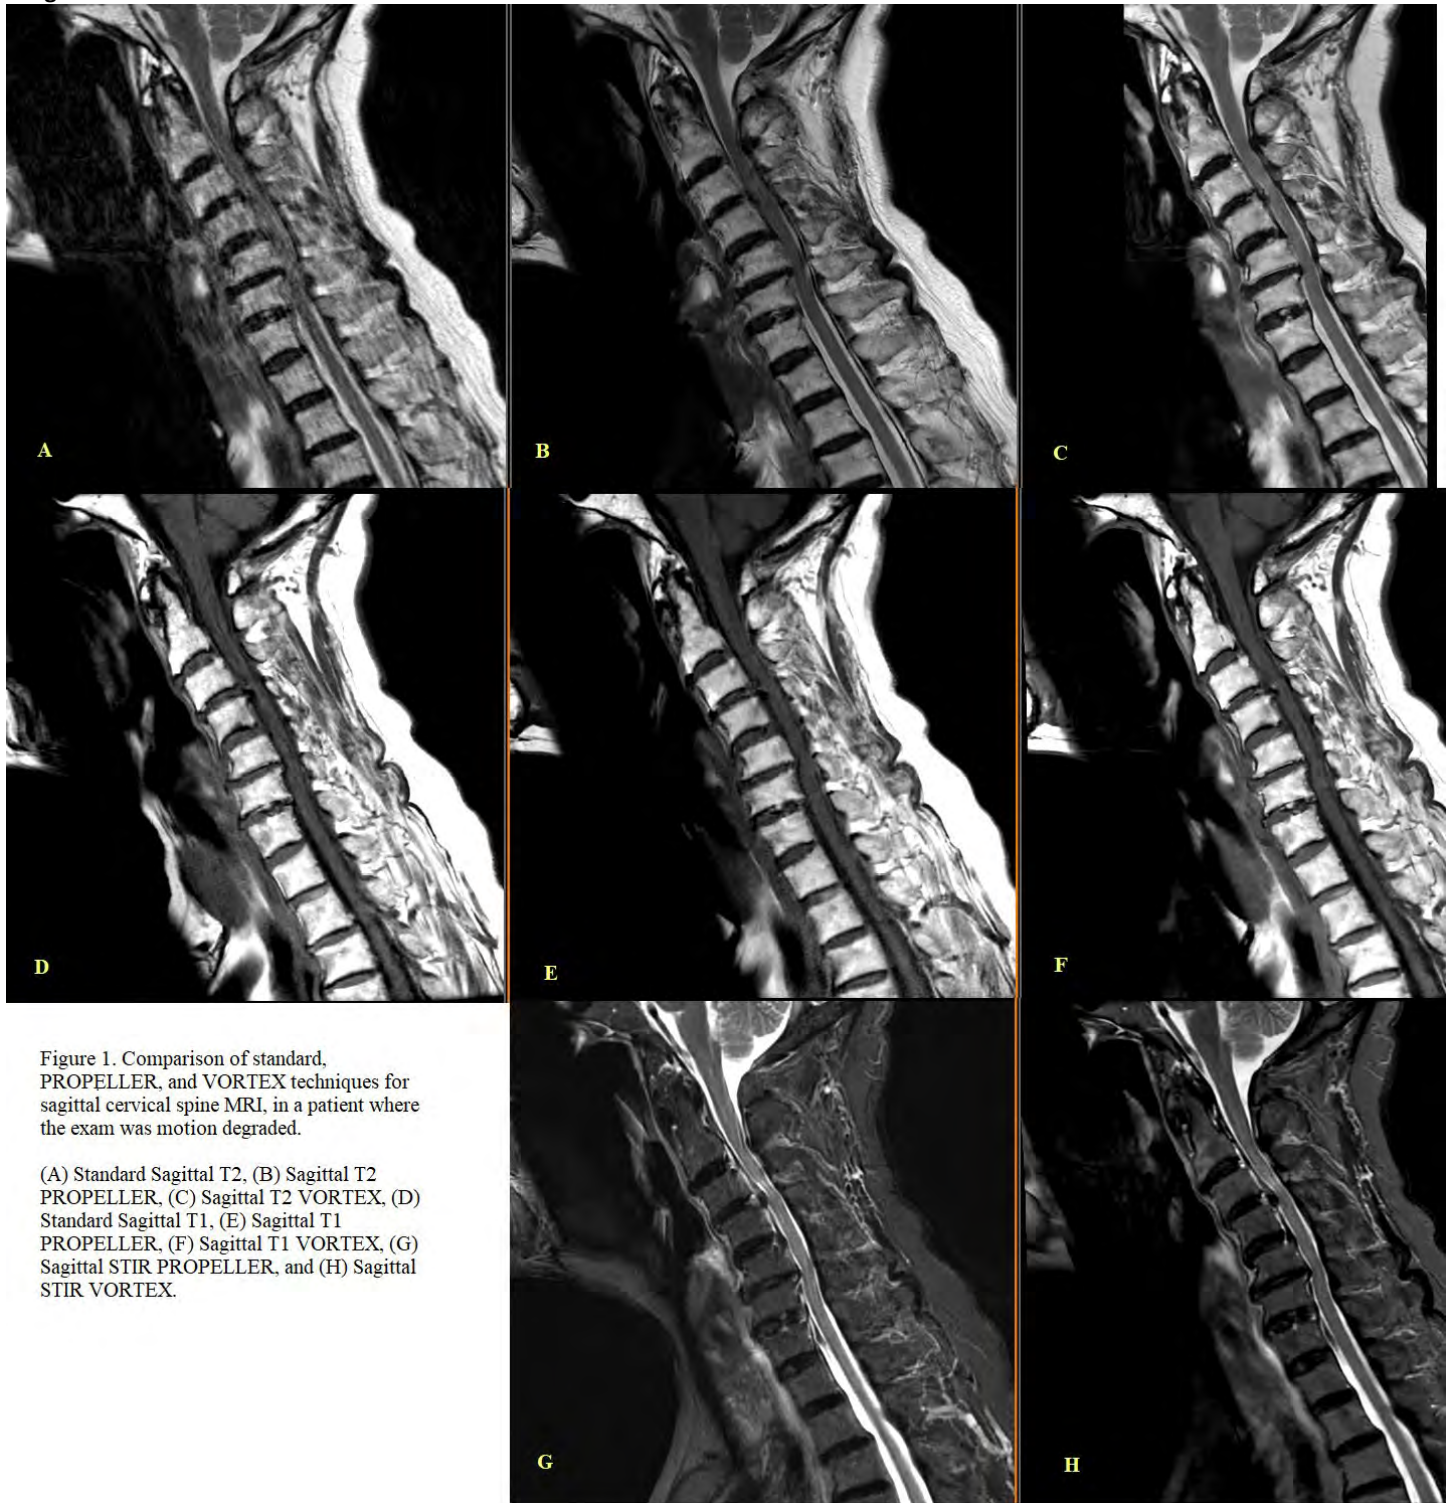 A
B
C
D
E
F
Figure 1. Comparison of standard,
PROPELLER, and VORTEX techniques for
sagittal cervical spine MRI, in a patient where
the exam was motion degraded.
(A) Standard Sagittal T2, (B) Sagittal T2
PROPELLER, (C) Sagittal T2 VORTEX, (D)
Standard Sagittal T1, (E) Sagittal T1
PROPELLER, (F) Sagittal T1 VORTEX, (G)
Sagittal STIR PROPELLER, and (H) Sagittal
STIR VORTEX.
G
H